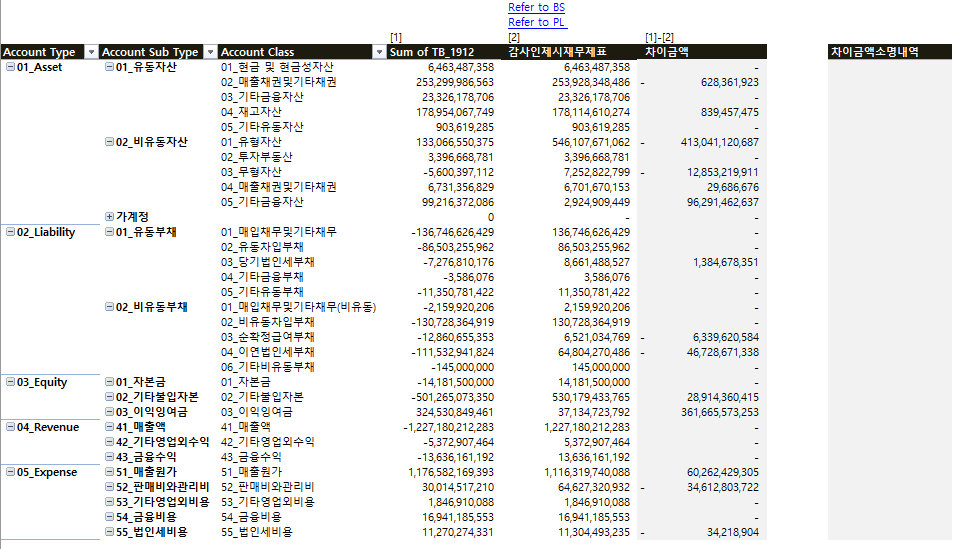 Refer to BS
Refer to PL
[1] [2] [1]-[2]
Account Type Account Sub Type Account Class Sum of TB_1912 감사인제시재무제표 차이금액 차이금액소명내역
01_Asset 01_유동자산 01_현금 및 현금성자산 6,463,487,358 6,463,487,358 -
02_매출채권및기타채권 253,299,986,563 253,928,348,486 - 628,361,923
03_기타금융자산 23,326,178,706 23,326,178,706 -
04_재고자산 178,954,067,749 178,114,610,274 839,457,475
05_기타유동자산 903,619,285 903,619,285 -
02_비유동자산 01_유형자산 133,066,550,375 546,107,671,062 - 413,041,120,687
02_투자부동산 3,396,668,781 3,396,668,781 -
03_무형자산 -5,600,397,112 7,252,822,799 - 12,853,219,911
04_매출채권및기타채권 6,731,356,829 6,701,670,153 29,686,676
05_기타금융자산 99,216,372,086 2,924,909,449 96,291,462,637
가계정 0 - -
02_Liability 01_유동부채 01_매입채무및기타채무 -136,746,626,429 136,746,626,429 -
02_유동차입부채 -86,503,255,962 86,503,255,962 -
03_당기법인세부채 -7,276,810,176 8,661,488,527 1,384,678,351
04_기타금융부채 -3,586,076 3,586,076 -
05_기타유동부채 -11,350,781,422 11,350,781,422 -
02_비유동부채 01_매입채무및기타채무(비유동) -2,159,920,206 2,159,920,206 -
02_비유동차입부채 -130,728,364,919 130,728,364,919 -
03_순확정급여부채 -12,860,655,353 6,521,034,769 - 6,339,620,584
04_이연법인세부채 -111,532,941,824 64,804,270,486 - 46,728,671,338
06_기타비유동부채 -145,000,000 145,000,000 -
03_Equity 01_자본금 01_자본금 -14,181,500,000 14,181,500,000 -
02_기타불입자본 02_기타불입자본 -501,265,073,350 530,179,433,765 28,914,360,415
03_이익잉여금 03_이익잉여금 324,530,849,461 37,134,723,792 361,665,573,253
04_Revenue 41_매출액 41_매출액 -1,227,180,212,283 1,227,180,212,283 -
42_기타영업외수익 42_기타영업외수익 -5,372,907,464 5,372,907,464 -
43_금융수익 43_금융수익 -13,636,161,192 13,636,161,192 -
05_Expense 51_매출원가 51_매출원가 1,176,582,169,393 1,116,319,740,088 60,262,429,305
52_판매비와관리비 52_판매비와관리비 30,014,517,210 64,627,320,932 - 34,612,803,722
53_기타영업외비용 53_기타영업외비용 1,846,910,088 1,846,910,088 -
54_금융비용 54_금융비용 16,941,185,553 16,941,185,553 -
55_법인세비용 55_법인세비용 11,270,274,331 11,304,493,235 - 34,218,904